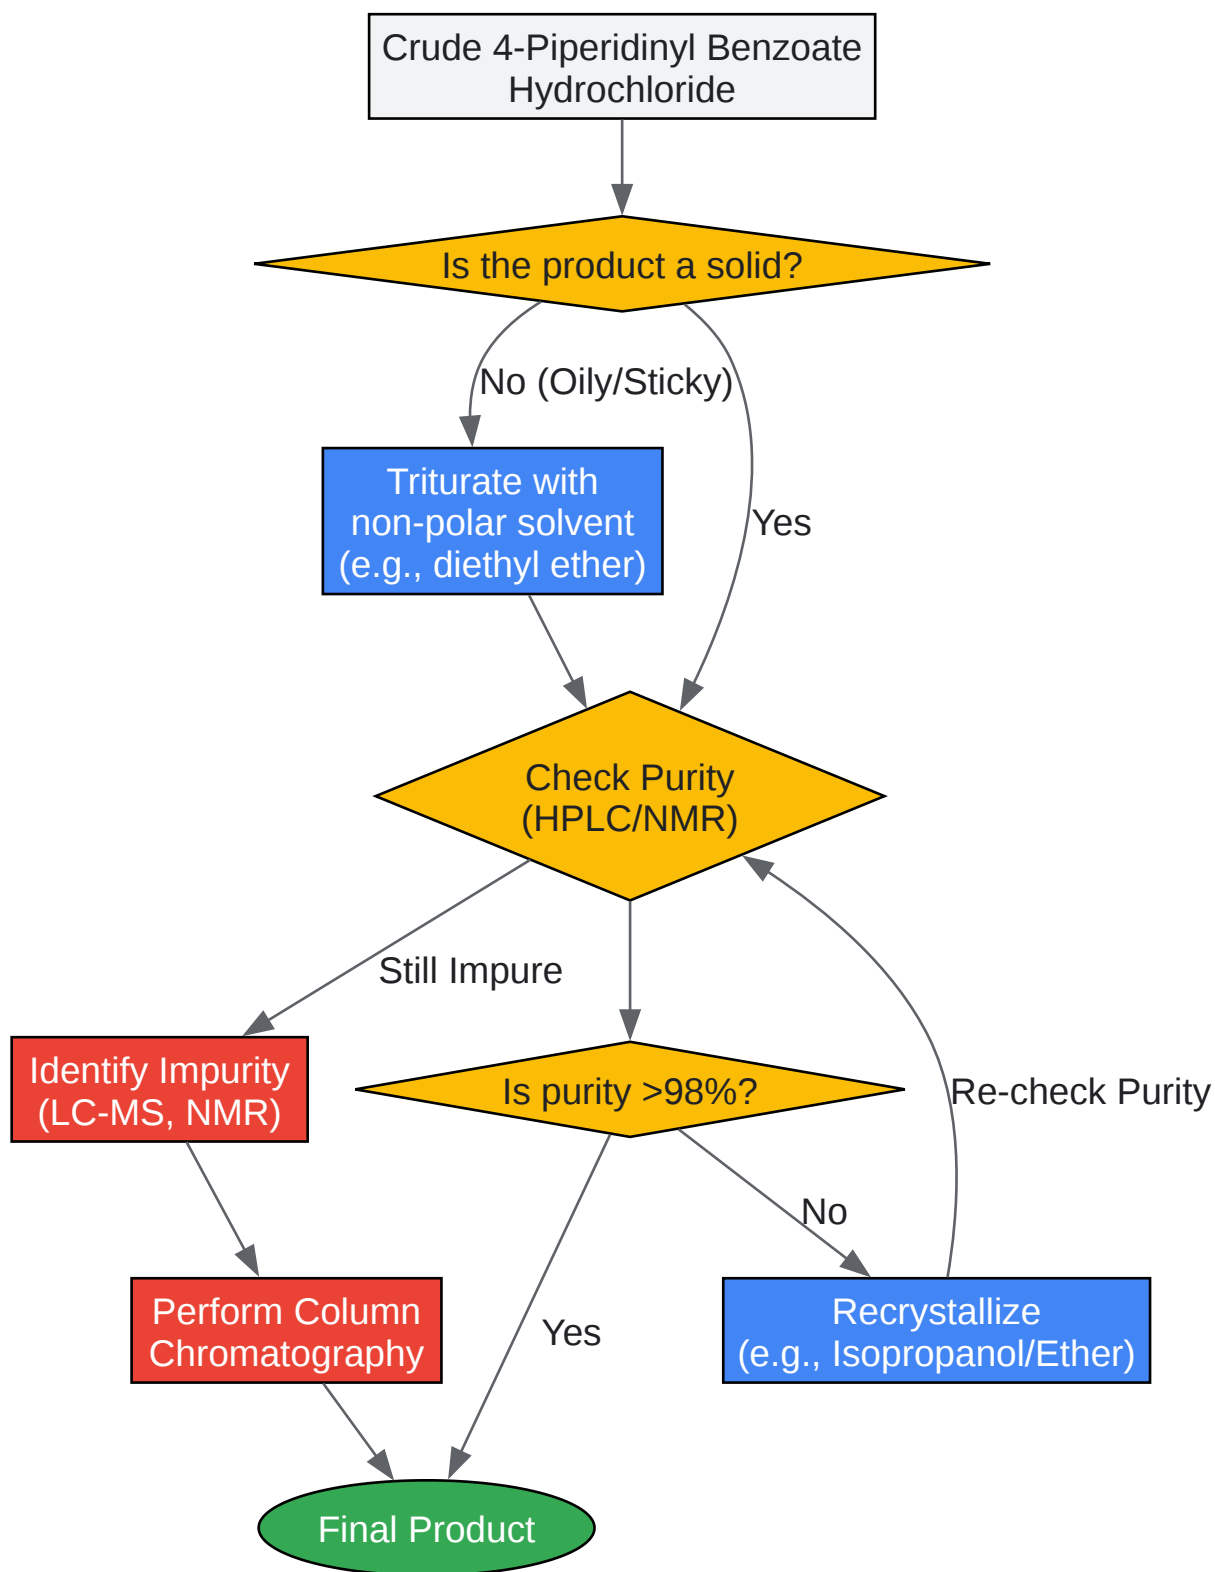 Crude 4-Piperidinyl Benzoate
Hydrochloride
Is the product a solid?
No (Oily/Sticky)
Triturate with
non-polar solvent
(e.g., diethyl ether)
Yes
Check Purity
(HPLC/NMR)
Still Impure
Identify Impurity
(LC-MS, NMR)
Is purity >98%?
Re-check Purity
No
Perform Column
Chromatography
Yes
Recrystallize
(e.g., Isopropanol/Ether)
Final Product